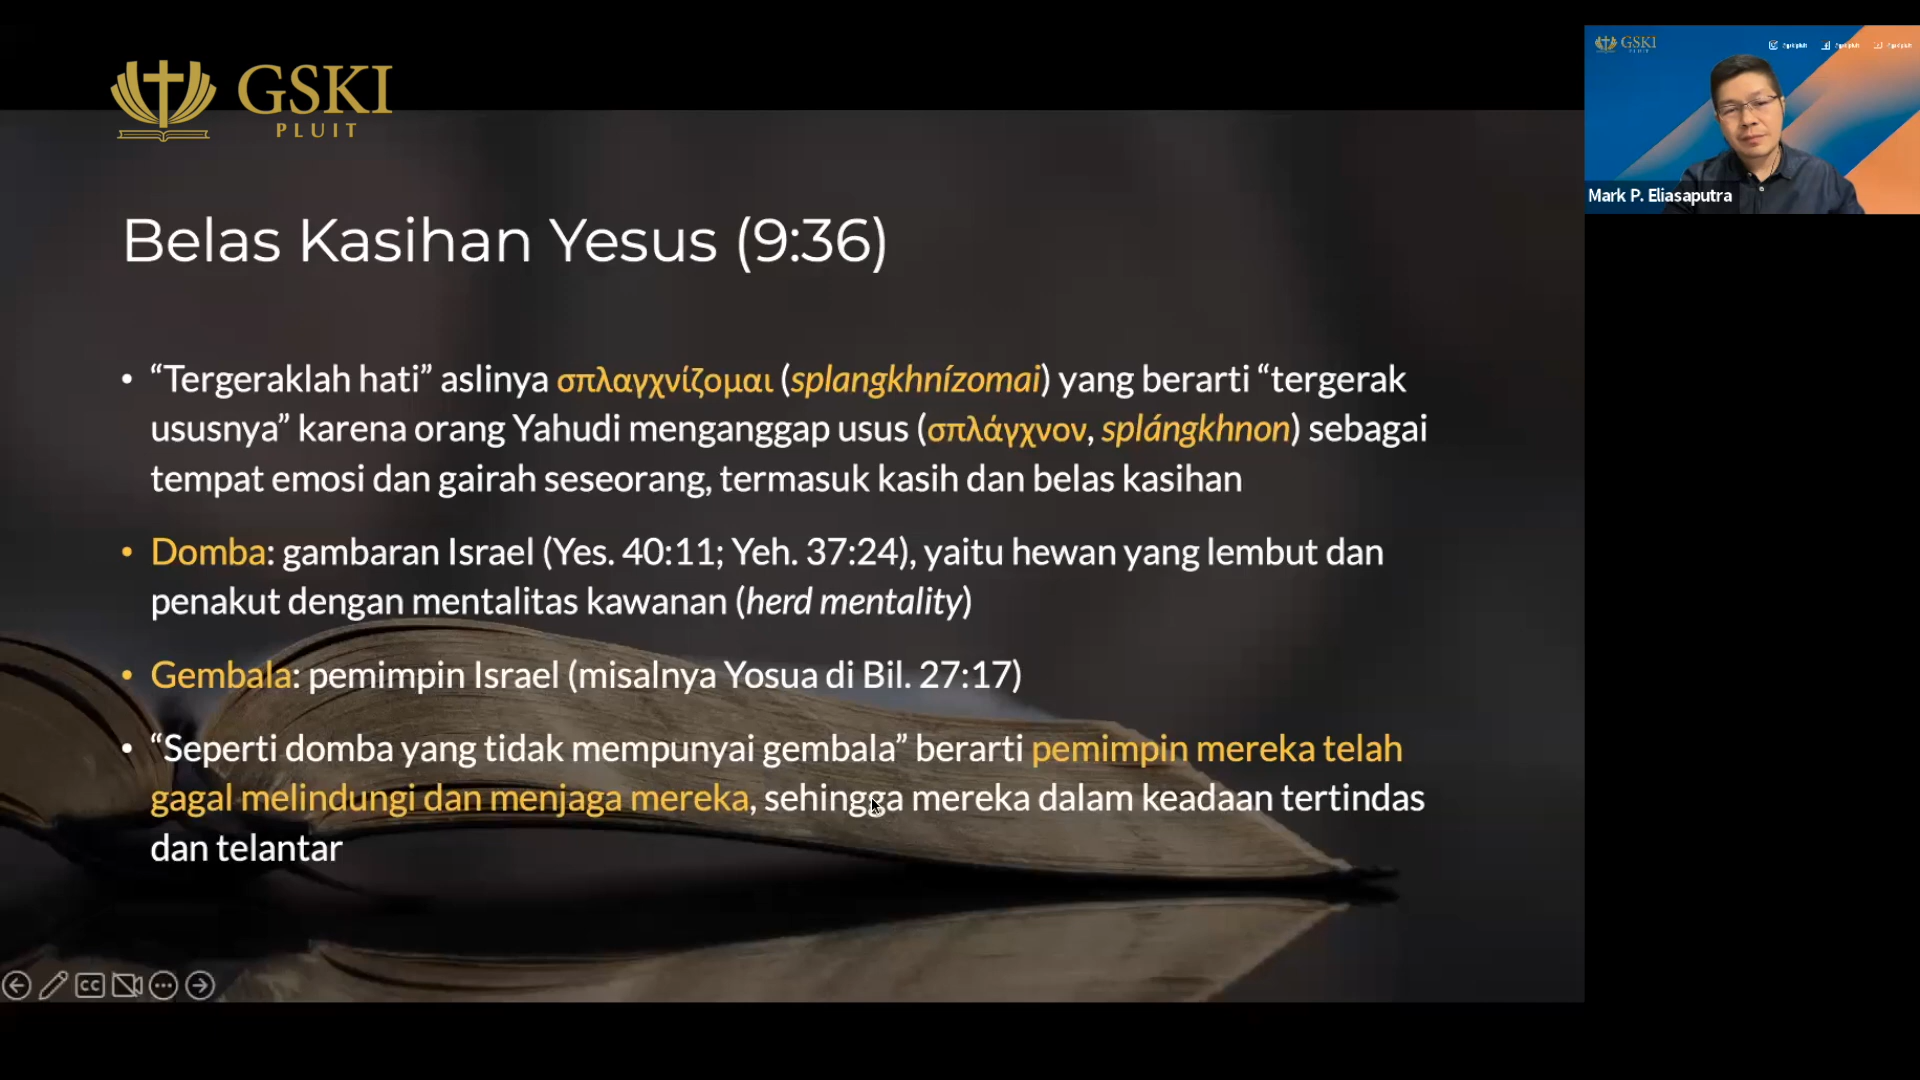 GSKI
PLUIT
Belas Kasihan Yesus (9:36)
• “Tergeraklah hati” aslinya σπλαγχνίζομαι (splangkhnízomai) yang berarti “tergerak
ususnya” karena orang Yahudi menganggap usus (σπλάγχνον, splángkhnon) sebagai
tempat emosi dan gairah seseorang, termasuk kasih dan belas kasihan
• Domba: gambaran Israel (Yes. 40:11; Yeh. 37:24), yaitu hewan yang lembut dan
penakut dengan mentalitas kawanan (herd mentality)
• Gembala: pemimpin Israel (misalnya Yosua di Bil. 27:17)
• “Seperti domba yang tidak mempunyai gembala” berarti pemimpin mereka telah
gagal melindungi dan menjaga mereka, sehingga mereka dalam keadaan tertindas
dan telantar
CC
GSKI
PLUIT
Mark P. Eliasaputra